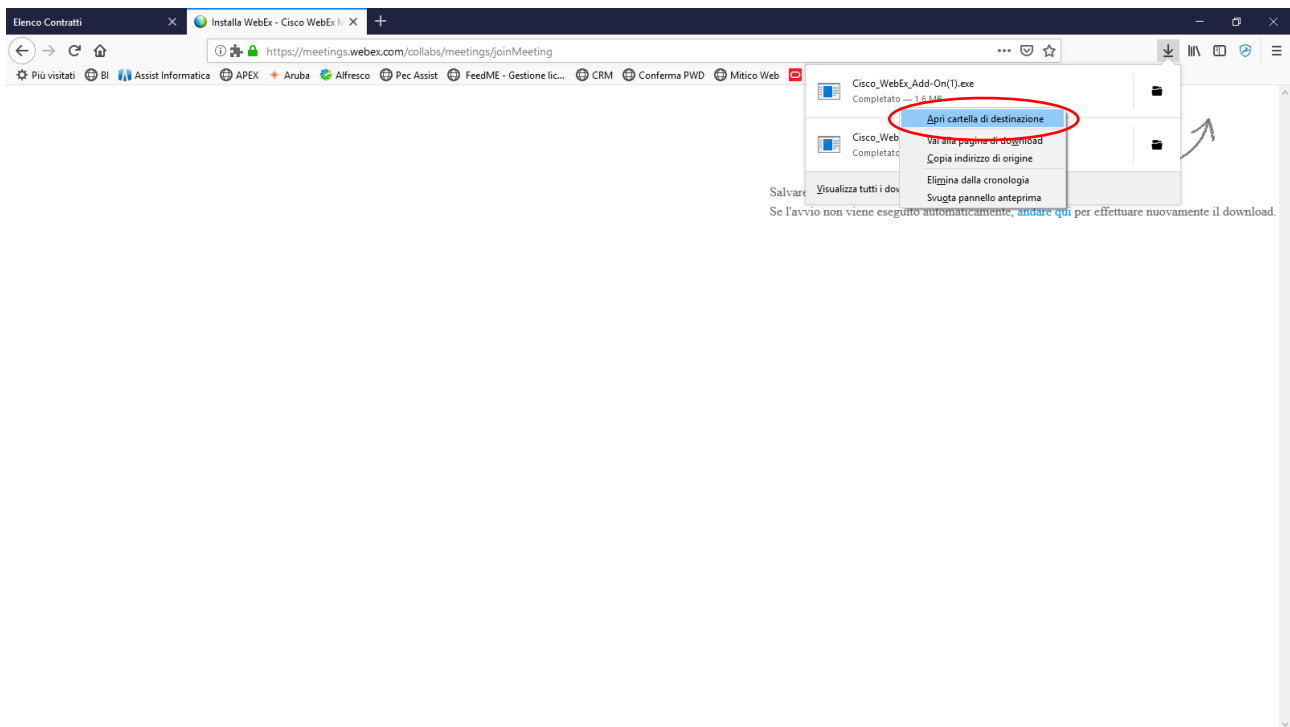 Elenco Contratti
Installa WebEx - Cisco WebEx M
https://meetings.webex.com/collabs/meetings/joinMeeting
Più visitati BI Assist Informatica APEX Aruba Alfresco Pec Assist FeedME - Gestione lic... CRM Conferma PWD Mitico Web
Cisco_WebEx_Add-On(1).exe
Completato — 1,6 MB
Apri cartella di destinazione
Cisco_Web
Vai alla pagina di download
Completato
Copia indirizzo di origine
Elimina dalla cronologia
Visualizza tutti i dow
Svuota pannello anteprima
Salvare
Se l'avvio non viene eseguito automaticamente, andare qui per effettuare nuovamente il download.